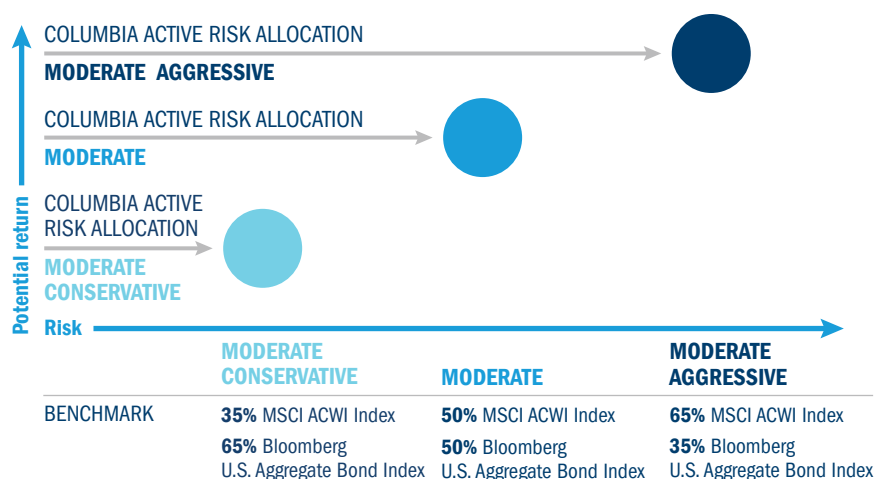 COLUMBIA ACTIVE RISK ALLOCATION
MODERATE AGGRESSIVE
COLUMBIA ACTIVE RISK ALLOCATION
MODERATE
COLUMBIA ACTIVE
RISK ALLOCATION
MODERATE
CONSERVATIVE
Potential return
Risk
MODERATE
CONSERVATIVE
MODERATE
MODERATE
AGGRESSIVE
BENCHMARK
35% MSCI ACWI Index
65% Bloomberg
U.S. Aggregate Bond Index
50% MSCI ACWI Index
50% Bloomberg
U.S. Aggregate Bond Index
65% MSCI ACWI Index
35% Bloomberg
U.S. Aggregate Bond Index